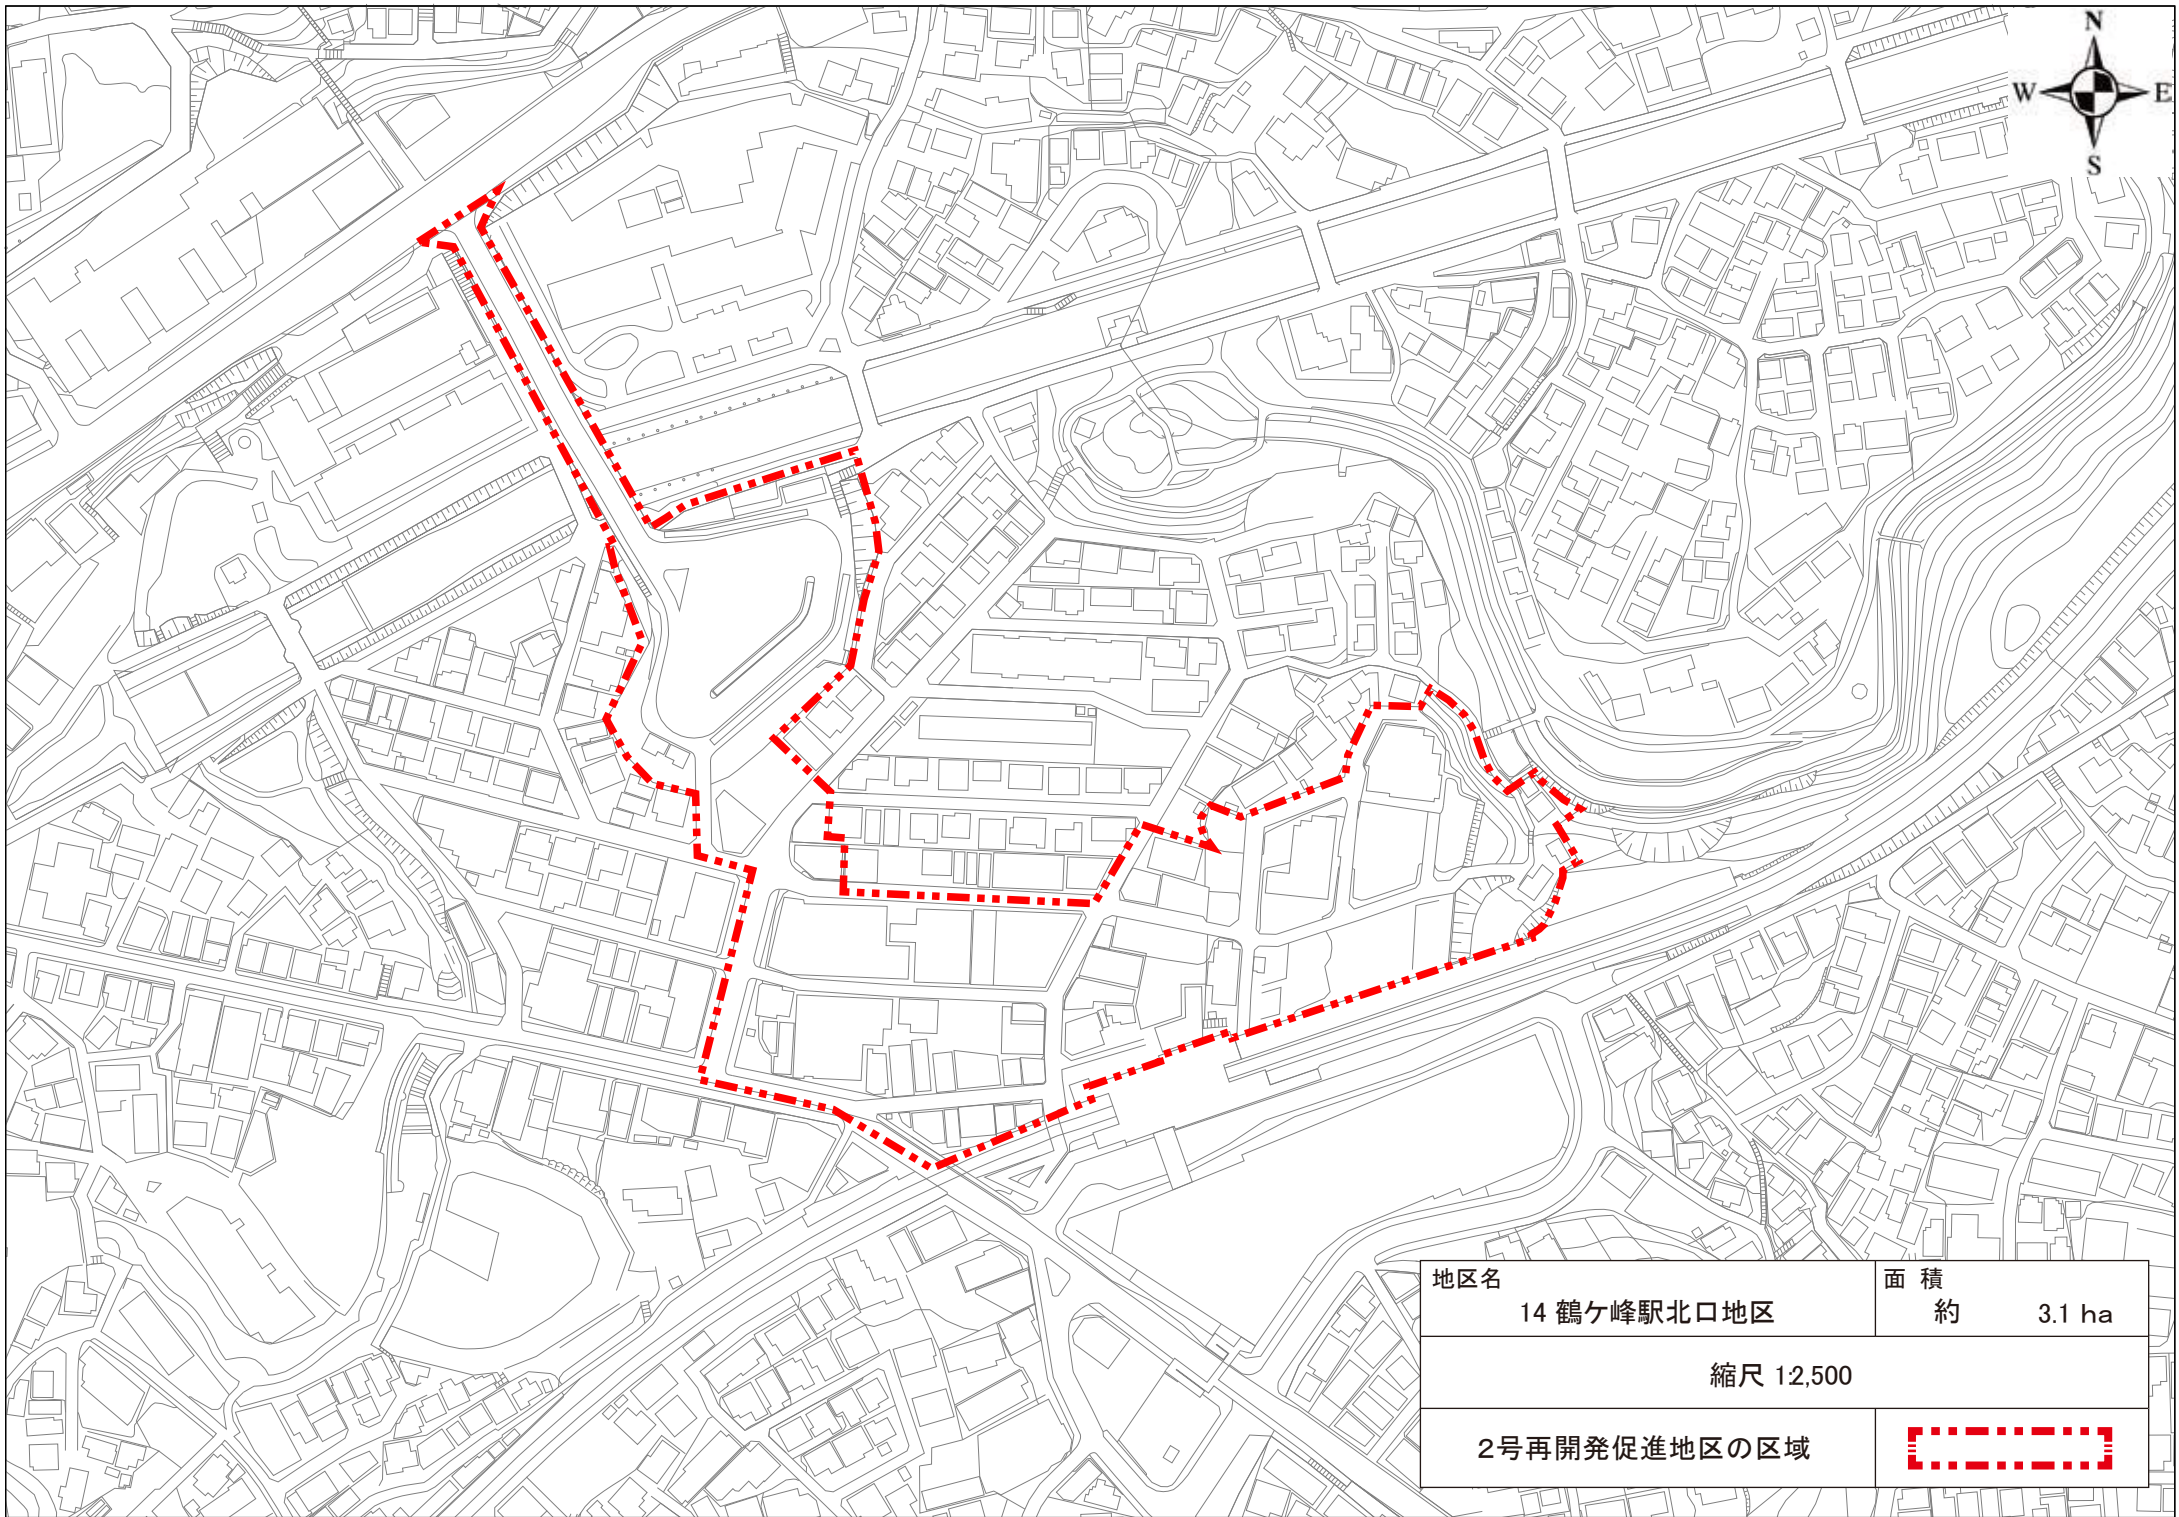 N
W E
S
地区名
14 鶴ケ峰駅北口地区
面 積
約 3.1 ha
縮尺 1:2,500
2号再開発促進地区の区域